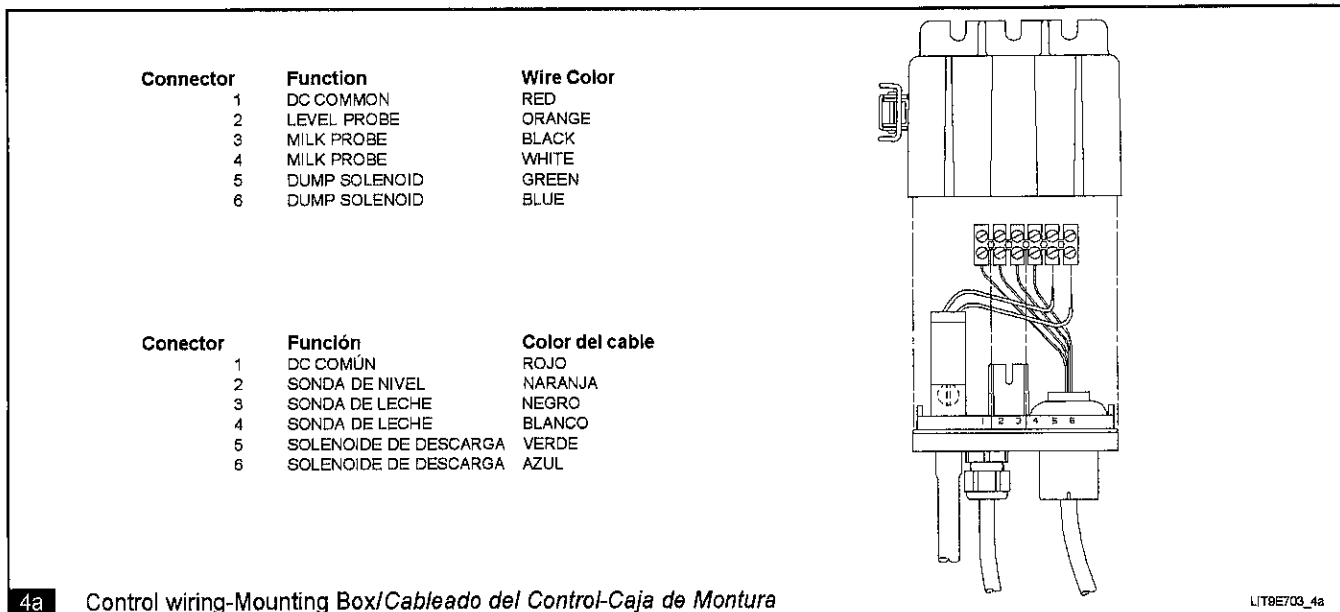 Connector Function Wire Color
1 DC COMMON RED
2 LEVEL PROBE ORANGE
3 MILK PROBE BLACK
4 MILK PROBE WHITE
5 DUMP SOLENOID GREEN
6 DUMP SOLENOID BLUE
Conector Función Color del cable
1 DC COMÚN ROJO
2 SONDA DE NIVEL NARANJA
3 SONDA DE LECHE NEGRO
4 SONDA DE LECHE BLANCO
5 SOLENOIDE DE DESCARGA VERDE
6 SOLENOIDE DE DESCARGA AZUL
1 2 3 4 5 6
4a Control wiring-Mounting Box/Cableado del Control-Caja de Montura
LIT9E703_4a